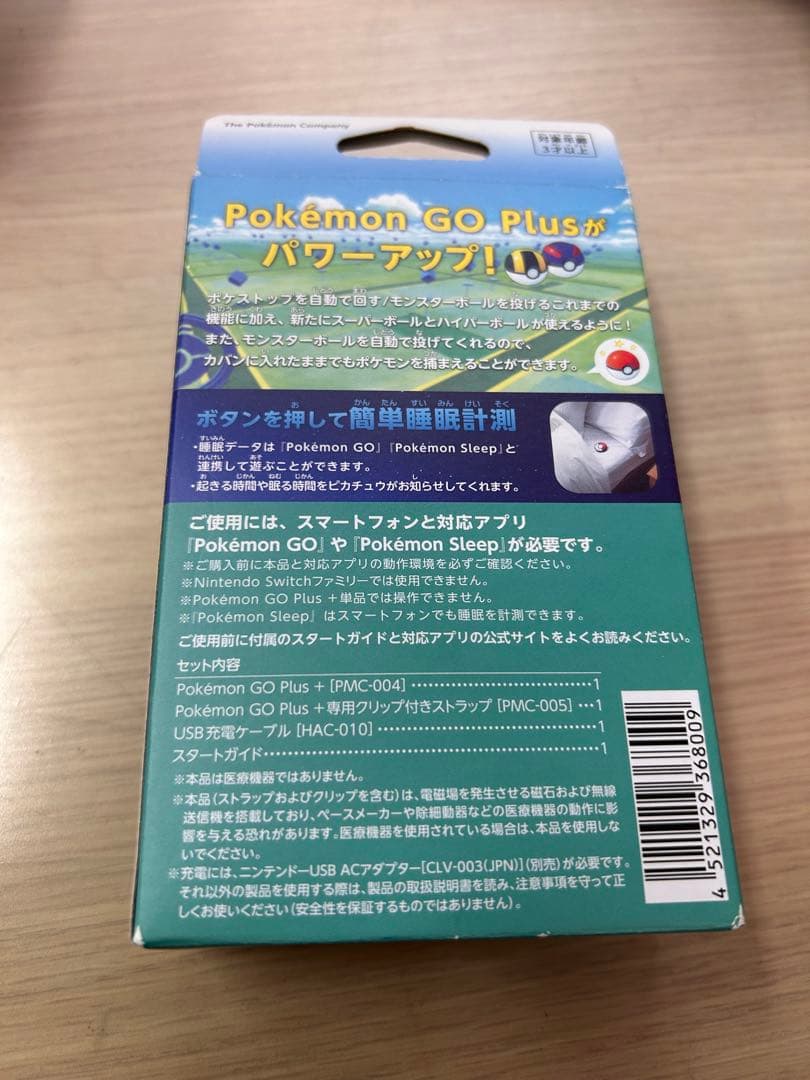 The Pokémon Company
対象年齢
3才以上
Pokémon GO Plusが
パワーアップ!
ポケストップを自動で回す/モンスターボールを投げるこれまでの
機能に加え、新たにスーパーボールとハイパーボールが使えるように!
また、モンスターボールを自動で投げてくれるので、
カバンに入れたままでもポケモンを捕まえることができます。
ボタンを押して簡単睡眠計測
・睡眠データは『Pokémon GO』『Pokémon Sleep』と
連携して遊ぶことができます。
・起きる時間や眠る時間をピカチュウがお知らせしてくれます。
ご使用には、スマートフォンと対応アプリ
『Pokémon GO』や『Pokémon Sleep』が必要です。
※ご購入前に本品と対応アプリの動作環境を必ずご確認ください。
※Nintendo Switchファミリーでは使用できません。
※Pokémon GO Plus +単品では操作できません。
※『Pokémon Sleep』はスマートフォンでも睡眠を計測できます。
ご使用前に付属のスタートガイドと対応アプリの公式サイトをよくお読みください。
セット内容
Pokémon GO Plus + [PMC-004] ・・・・・・・・・・・・・・・・・・・・・・・・・・・1
Pokémon GO Plus +専用クリップ付きストラップ [PMC-005] ・・・1
USB充電ケーブル [HAC-010]・・・・・・・・・・・・・・・・・・・・・・・・・・・・・・・1
スタートガイド・・・・・・・・・・・・・・・・・・・・・・・・・・・・・・・・・・・・・・・・・・・・・1
※本品は医療機器ではありません。
※本品(ストラップおよびクリップを含む)は、電磁場を発生させる磁石および無線
送信機を搭載しており、ペースメーカーや除細動器などの医療機器の動作に影
響を与える恐れがあります。医療機器を使用されている場合は、本品を使用しな
いでください。
※充電には、ニンテンドーUSB ACアダプター[CLV-003(JPN)](別売)が必要です。
それ以外の製品を使用する際は、製品の取扱説明書を読み、注意事項を守って正
しくお使いください(安全性を保証するものではありません)。
4 521329 368009